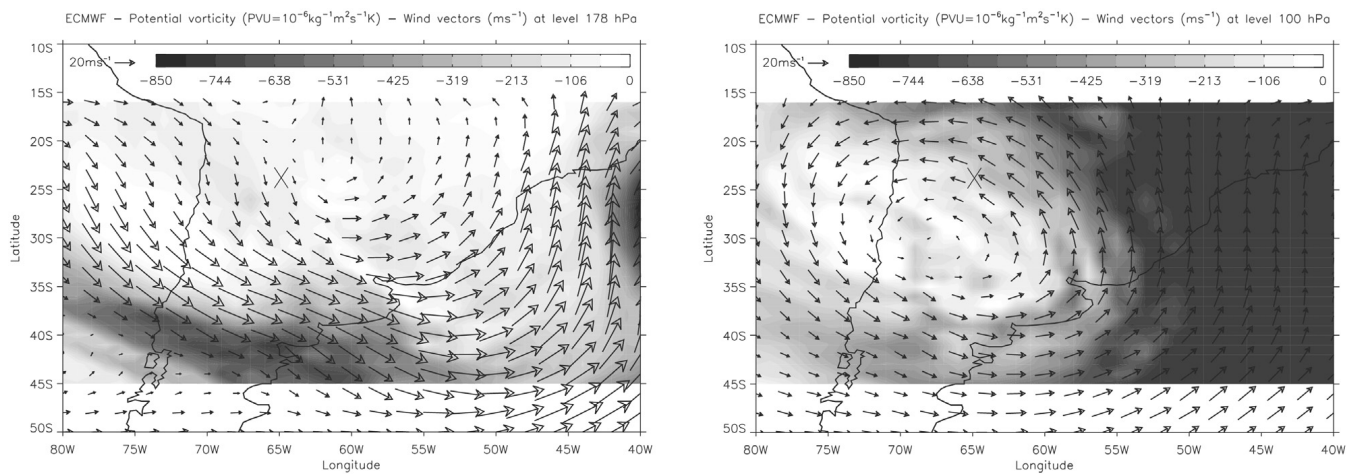 ECMWF – Potential vorticity (PVU=10⁻⁶kg⁻¹m²s⁻¹K) – Wind vectors (ms⁻¹) at level 178 hPa
10S
15S
20S
25S
30S
35S
40S
45S
50S
Latitude
20ms⁻¹
-850 -744 -638 -531 -425 -319 -213 -106 0
80W 75W 70W 65W 60W 55W 50W 45W 40W
Longitude
ECMWF – Potential vorticity (PVU=10⁻⁶kg⁻¹m²s⁻¹K) – Wind vectors (ms⁻¹) at level 100 hPa
10S
15S
20S
25S
30S
35S
40S
45S
50S
Latitude
20ms⁻¹
-850 -744 -638 -531 -425 -319 -213 -106 0
80W 75W 70W 65W 60W 55W 50W 45W 40W
Longitude